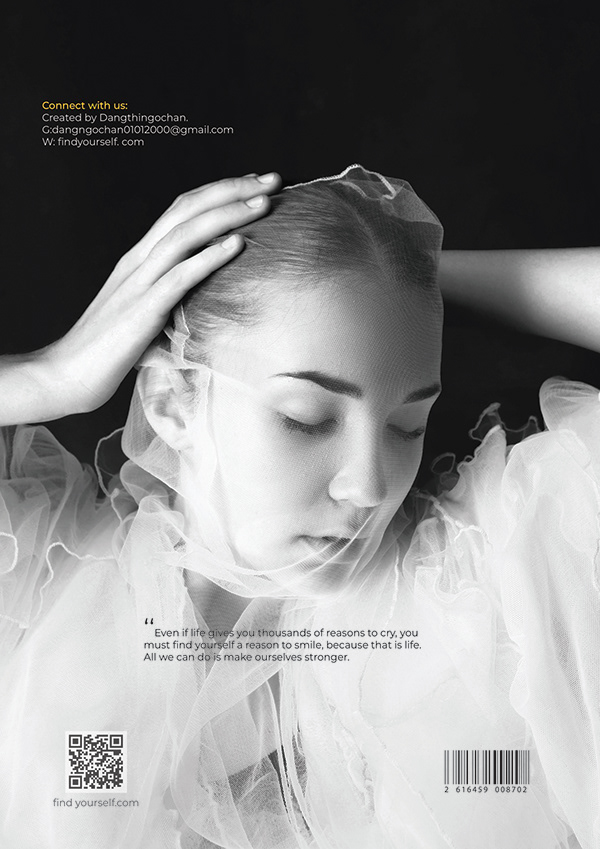 Connect with us:
Created by Dangthingochan.
G:dangngochan01012000@gmail.com
W: findyourself. com
“
Even if life gives you thousands of reasons to cry, you
must find yourself a reason to smile, because that is life.
All we can do is make ourselves stronger.
find yourself.com
2 616459 008702